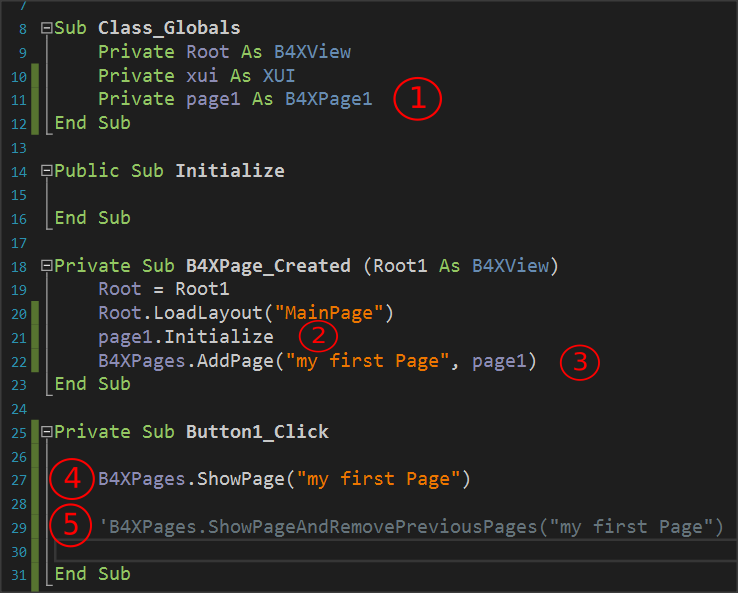 7
8 Sub Class_Globals
9 Private Root As B4XView
10 Private xui As XUI
11 Private page1 As B4XPage1 1
12 End Sub
13
14 Public Sub Initialize
15
16 End Sub
17
18 Private Sub B4XPage_Created (Root1 As B4XView)
19 Root = Root1
20 Root.LoadLayout("MainPage")
21 page1.Initialize 2
22 B4XPages.AddPage("my first Page", page1) 3
23 End Sub
24
25 Private Sub Button1_Click
26
27 4 B4XPages.ShowPage("my first Page")
28
29 5 'B4XPages.ShowPageAndRemovePreviousPages("my first Page")
30
31 End Sub